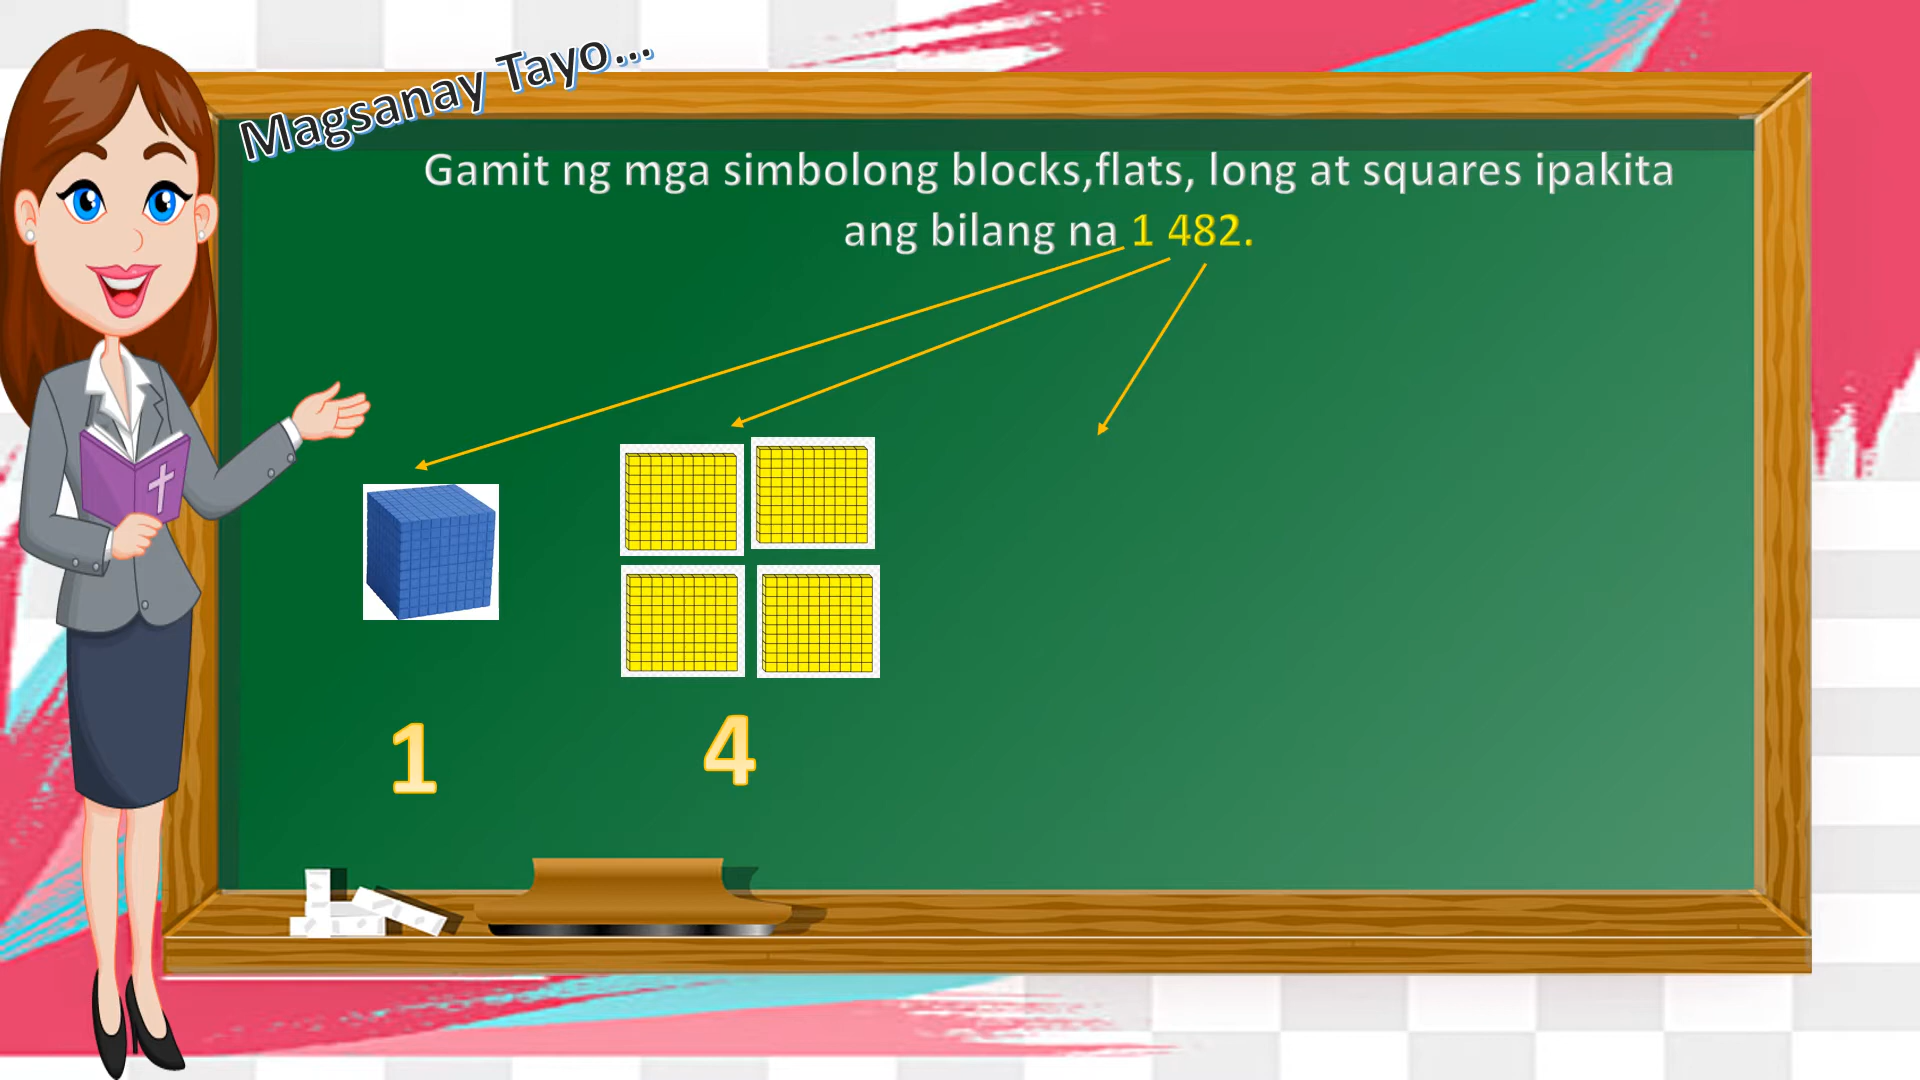 Magsanay Tayo...
Gamit ng mga simbolong blocks,flats, long at squares ipakita
ang bilang na 1 482.
1
4